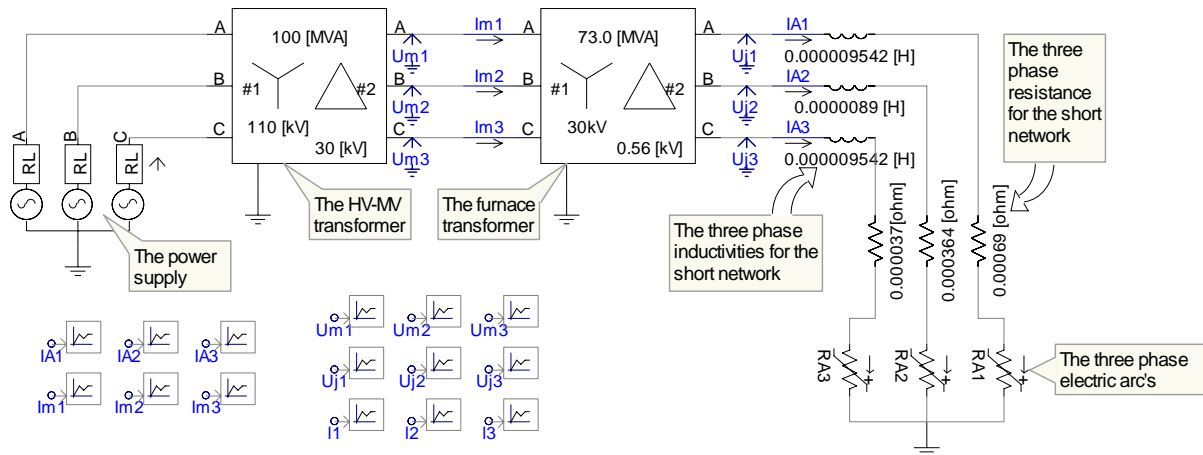 A
100 [MVA]
A
Im1
A
73.0 [MVA]
A
IA1
Um1
Uj1
0.000009542 [H]
B
#1
#2
B
Im2
B
#1
#2
B
IA2
Um2
Uj2
0.0000089 [H]
C
110 [kV]
30 [kV]
C
Im3
C
30kV
0.56 [kV]
C
IA3
Um3
Uj3
0.000009542 [H]
A
B
C
RL
RL
RL
The three
phase
resistance
for the short
network
The HV-MV
transformer
The furnace
transformer
The three phase
inductivities for the
short network
The power
supply
0.000037[ohm]
0.000364 [ohm]
0.00069 [ohm]
RA3
RA2
RA1
The three phase
electric arc's
IA1
IA2
IA3
Im1
Im2
Im3
Um1
Um2
Um3
Uj1
Uj2
Uj3
I1
I2
I3